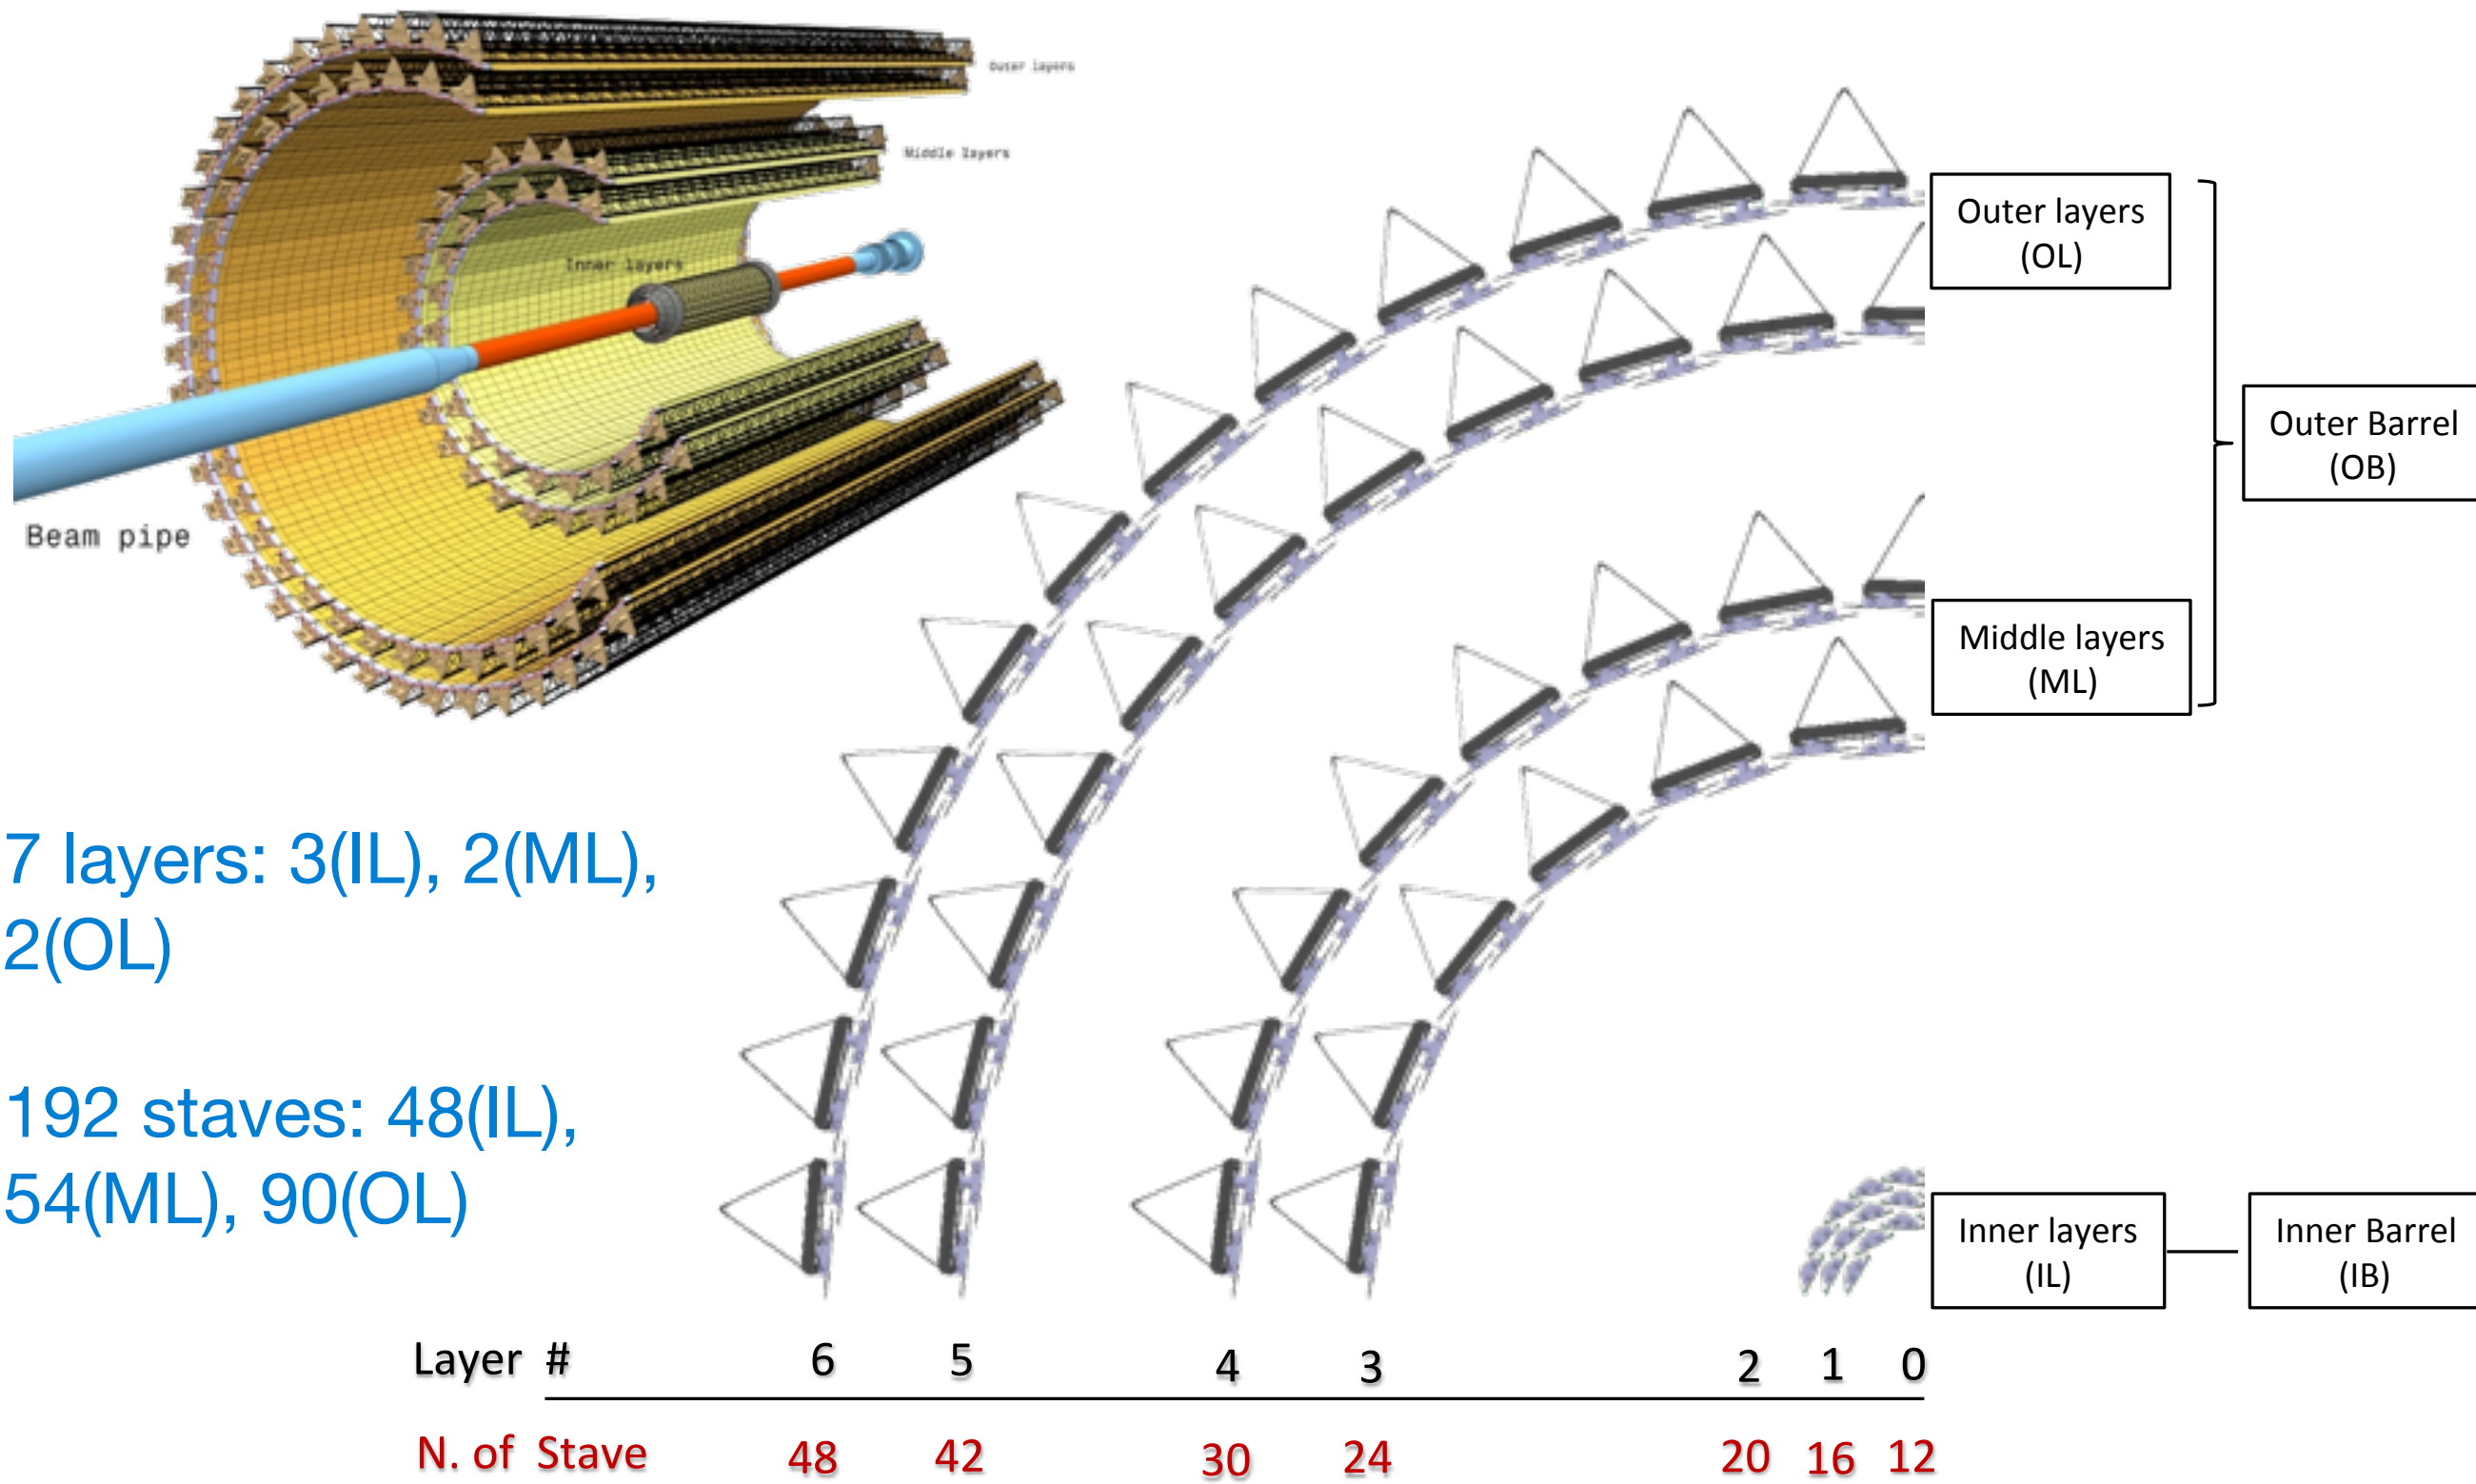 Outer layers
Middle layers
Inner layers
Beam pipe
Outer layers
(OL)
Outer Barrel
(OB)
Middle layers
(ML)
7 layers: 3(IL), 2(ML),
2(OL)
192 staves: 48(IL),
54(ML), 90(OL)
Inner layers
(IL)
Inner Barrel
(IB)
Layer # 6 5 4 3 2 1 0
N. of Stave 48 42 30 24 20 16 12